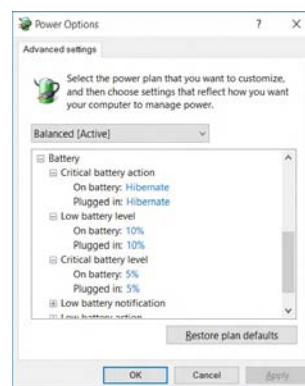 Power Options
Advanced settings
Select the power plan that you want to customize,
and then choose settings that reflect how you want
your computer to manage power.
Balanced [Active]
Battery
Critical battery action
On battery: Hibernate
Plugged in: Hibernate
Low battery level
On battery: 10%
Plugged in: 10%
Critical battery level
On battery: 5%
Plugged in: 5%
Low battery notification
Low battery action
Restore plan defaults
OK
Cancel
Apply